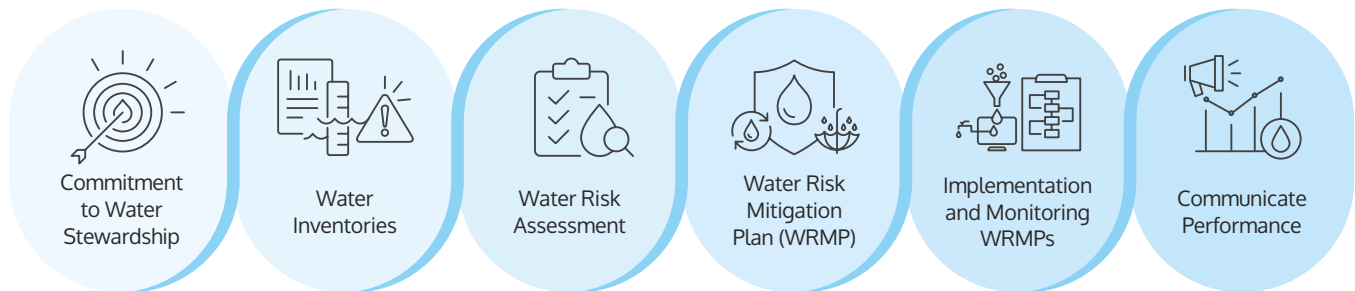 Commitment
to Water
Stewardship
Water
Inventories
Water Risk
Assessment
Water Risk
Mitigation
Plan (WRMP)
Implementation
and Monitoring
WRMPs
Communicate
Performance